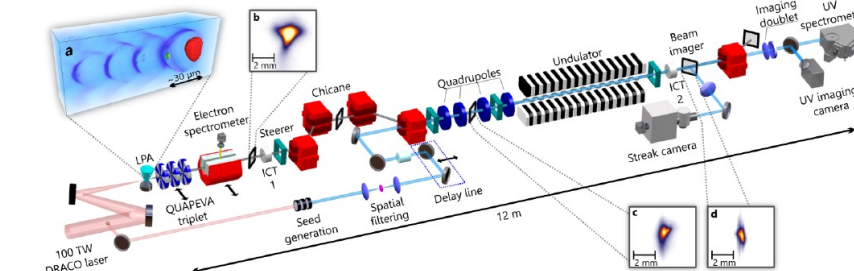 a
~30 μm
b
2 mm
Electron
spectrometer
Chicane
Steerer
Quadrupoles
Undulator
Beam
imager
Imaging
doublet
UV
ICT
2
UV imaging
camera
Streak camera
LPA
QUAPEVA
triplet
ICT
1
Delay line
Spatial
filtering
Seed
generation
100 TW
DRACO laser
12 m
c
2 mm
d
2 mm